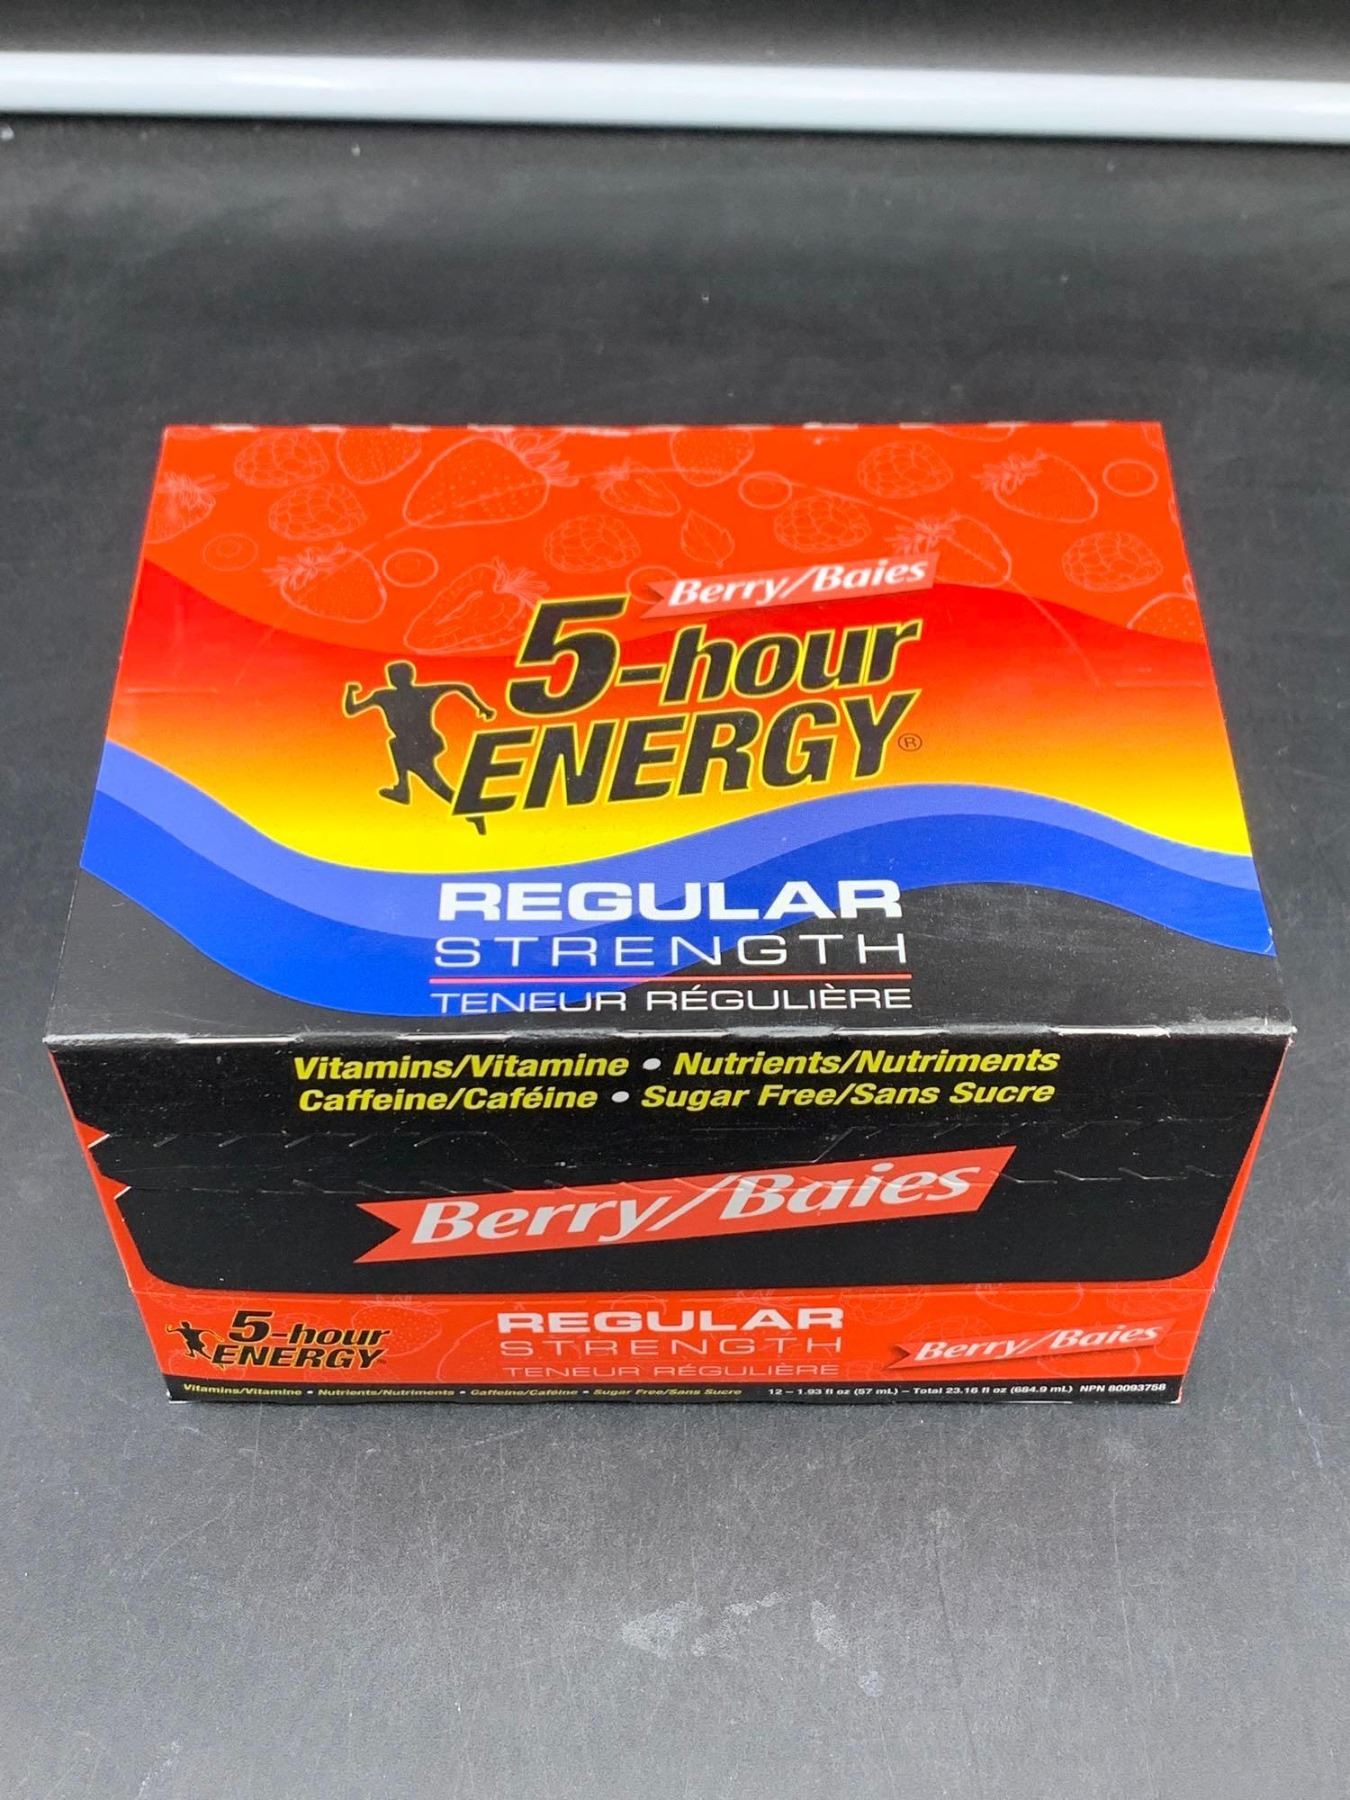 Berry/Baies
5-hour
ENERGY®
REGULAR
STRENGTH
TENEUR RÉGULIÈRE
Vitamins/Vitamine • Nutrients/Nutriments
Caffeine/Caféine • Sugar Free/Sans Sucre
Berry/Baies
5-hour
ENERGY
REGULAR
STRENGTH
TENEUR RÉGULIÈRE
Berry/Baies
Vitamins/Vitamine • Nutrients/Nutriments • Caffeine/Caféine • Sugar Free/Sans Sucre 12 – 1.93 fl oz (57 mL) – Total 23.16 fl oz (684.9 mL) NPN 80093758